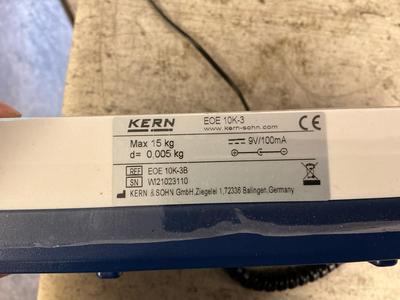 KERN
EOE 10K-3
www.kern-sohn.com
CE
Max 15 kg
d= 0,005 kg
9V/100mA
REF EOE 10K-3B
SN WI21023110
KERN & SOHN GmbH, Ziegelei 1, 72336 Balingen, Germany